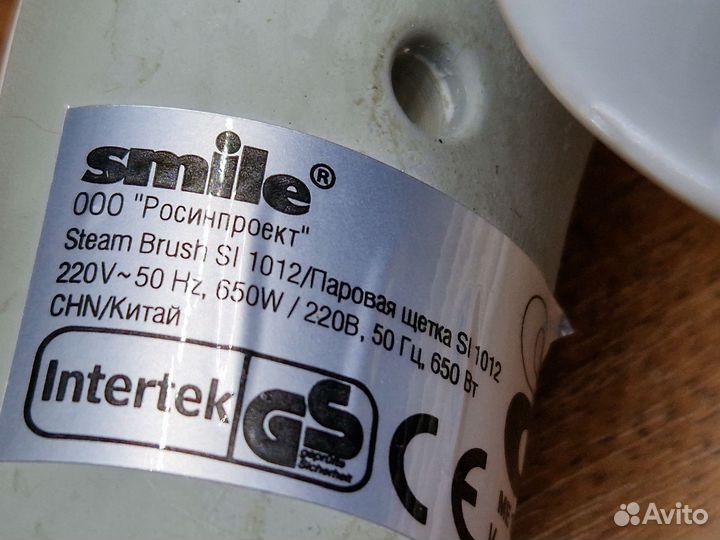 smile®
ООО "Росинпроект"
Steam Brush SI 1012/Паровая щетка SI 1012
220V~50 Hz, 650W / 220В, 50 Гц, 650 Вт
CHN/Китай
Intertek
GS
geprüfte
Sicherheit
CE
ME
Avito